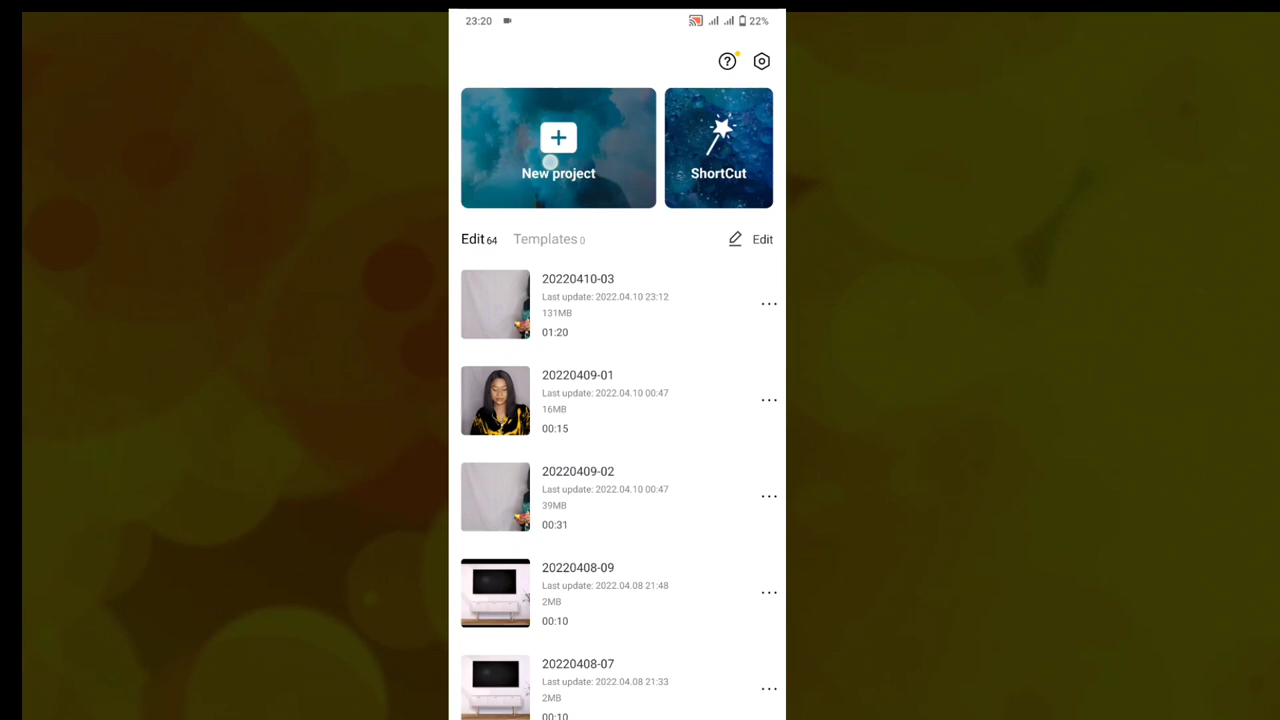 23:20
22%
New project
ShortCut
Edit 64
Templates 0
Edit
20220410-03
Last update: 2022.04.10 23:12
131MB
01:20
20220409-01
Last update: 2022.04.10 00:47
16MB
00:15
20220409-02
Last update: 2022.04.10 00:47
39MB
00:31
20220408-09
Last update: 2022.04.08 21:48
2MB
00:10
20220408-07
Last update: 2022.04.08 21:33
2MB
00:10